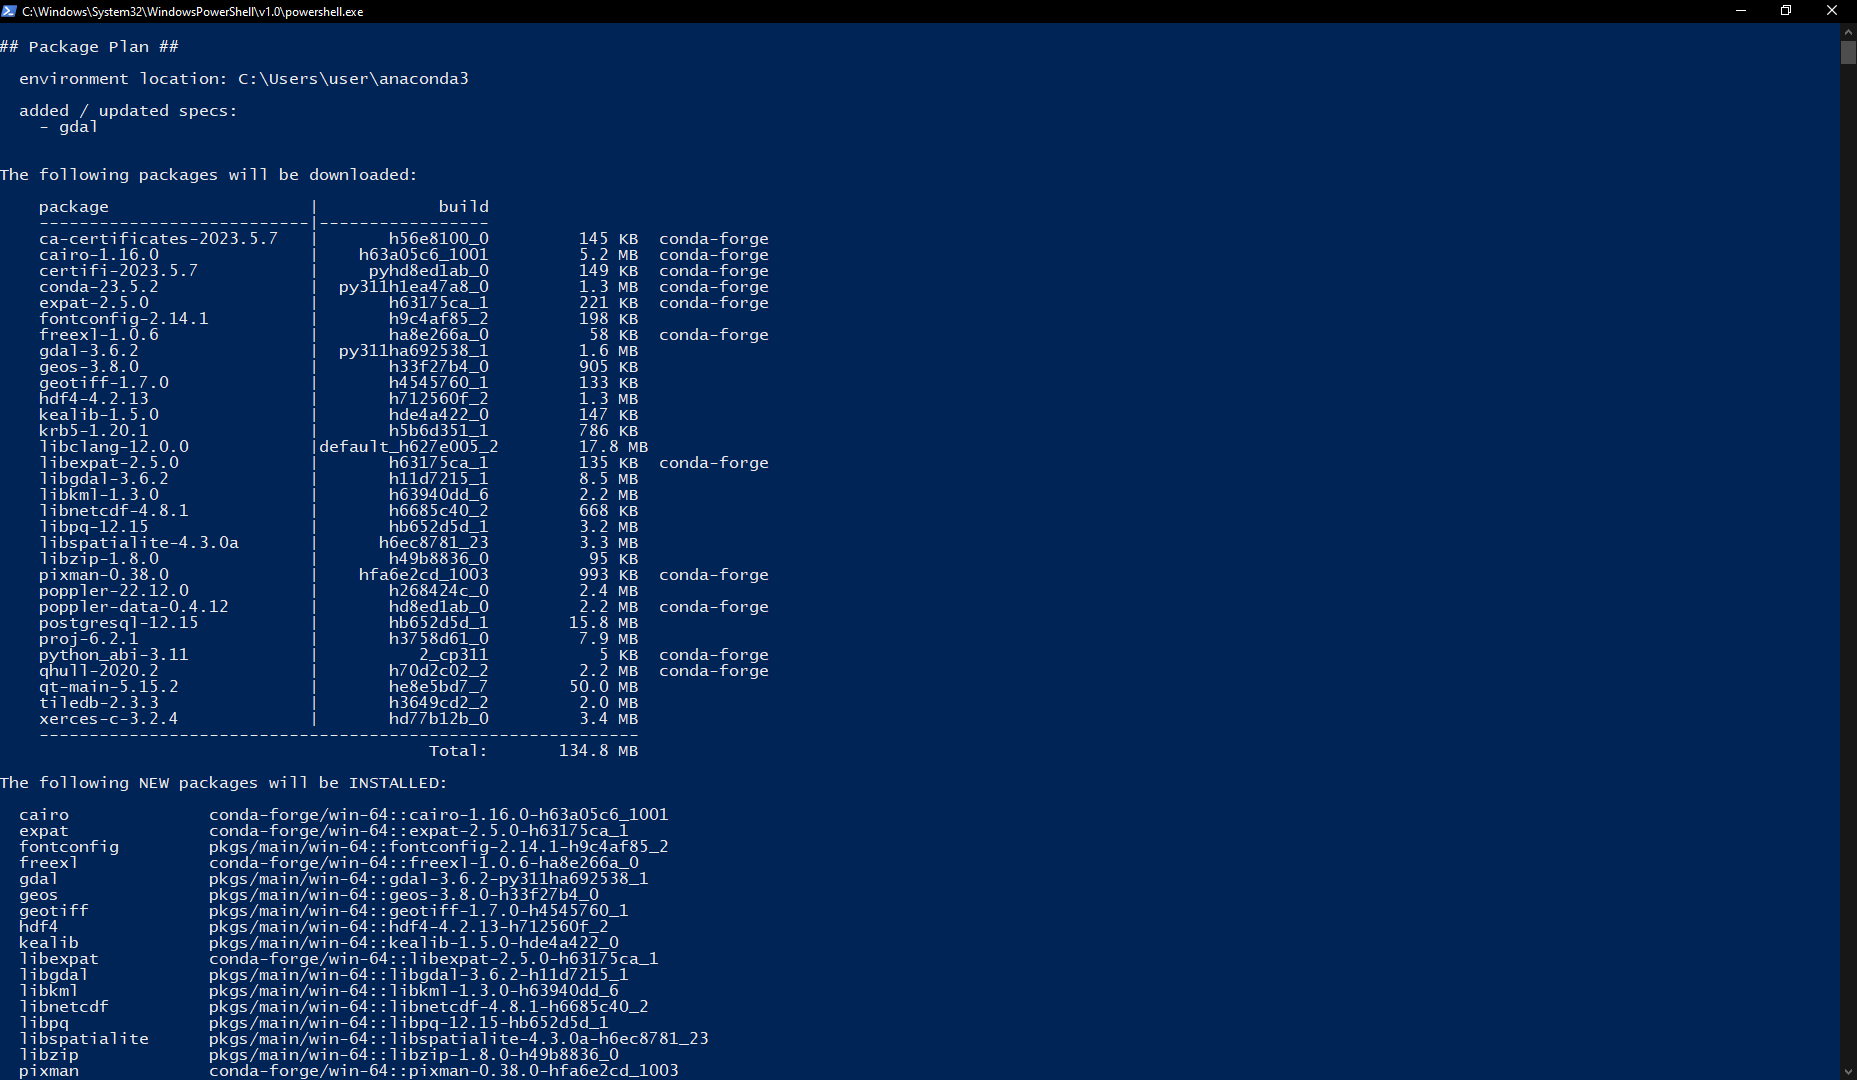 C:\Windows\System32\WindowsPowerShell\v1.0\powershell.exe
## Package Plan ##
environment location: C:\Users\user\anaconda3
added / updated specs:
- gdal
The following packages will be downloaded:
package                    |            build
---------------------------|-----------------
ca-certificates-2023.5.7   |       h56e8100_0         145 KB  conda-forge
cairo-1.16.0               |    h63a05c6_1001         5.2 MB  conda-forge
certifi-2023.5.7           |     pyhd8ed1ab_0         149 KB  conda-forge
conda-23.5.2               |  py311h1ea47a8_0         1.3 MB  conda-forge
expat-2.5.0                |       h63175ca_1         221 KB  conda-forge
fontconfig-2.14.1          |       h9c4af85_2         198 KB
freexl-1.0.6               |       ha8e266a_0          58 KB  conda-forge
gdal-3.6.2                 |  py311ha692538_1         1.6 MB
geos-3.8.0                 |       h33f27b4_0         905 KB
geotiff-1.7.0              |       h4545760_1         133 KB
hdf4-4.2.13                |       h712560f_2         1.3 MB
kealib-1.5.0               |       hde4a422_0         147 KB
krb5-1.20.1                |       h5b6d351_1         786 KB
libclang-12.0.0            |default_h627e005_2        17.8 MB
libexpat-2.5.0             |       h63175ca_1         135 KB  conda-forge
libgdal-3.6.2              |       h11d7215_1         8.5 MB
libkml-1.3.0               |       h63940dd_6         2.2 MB
libnetcdf-4.8.1            |       h6685c40_2         668 KB
libpq-12.15                |       hb652d5d_1         3.2 MB
libspatialite-4.3.0a       |      h6ec8781_23         3.3 MB
libzip-1.8.0               |       h49b8836_0          95 KB
pixman-0.38.0              |    hfa6e2cd_1003         993 KB  conda-forge
poppler-22.12.0            |       h268424c_0         2.4 MB
poppler-data-0.4.12        |       hd8ed1ab_0         2.2 MB  conda-forge
postgresql-12.15           |       hb652d5d_1        15.8 MB
proj-6.2.1                 |       h3758d61_0         7.9 MB
python_abi-3.11            |          2_cp311           5 KB  conda-forge
qhull-2020.2               |       h70d2c02_2         2.2 MB  conda-forge
qt-main-5.15.2             |       he8e5bd7_7        50.0 MB
tiledb-2.3.3               |       h3649cd2_2         2.0 MB
xerces-c-3.2.4             |       hd77b12b_0         3.4 MB
------------------------------------------------------------
Total:       134.8 MB
The following NEW packages will be INSTALLED:
cairo              conda-forge/win-64::cairo-1.16.0-h63a05c6_1001
expat              conda-forge/win-64::expat-2.5.0-h63175ca_1
fontconfig         pkgs/main/win-64::fontconfig-2.14.1-h9c4af85_2
freexl             conda-forge/win-64::freexl-1.0.6-ha8e266a_0
gdal               pkgs/main/win-64::gdal-3.6.2-py311ha692538_1
geos               pkgs/main/win-64::geos-3.8.0-h33f27b4_0
geotiff            pkgs/main/win-64::geotiff-1.7.0-h4545760_1
hdf4               pkgs/main/win-64::hdf4-4.2.13-h712560f_2
kealib             pkgs/main/win-64::kealib-1.5.0-hde4a422_0
libexpat           conda-forge/win-64::libexpat-2.5.0-h63175ca_1
libgdal            pkgs/main/win-64::libgdal-3.6.2-h11d7215_1
libkml             pkgs/main/win-64::libkml-1.3.0-h63940dd_6
libnetcdf          pkgs/main/win-64::libnetcdf-4.8.1-h6685c40_2
libpq              pkgs/main/win-64::libpq-12.15-hb652d5d_1
libspatialite      pkgs/main/win-64::libspatialite-4.3.0a-h6ec8781_23
libzip             pkgs/main/win-64::libzip-1.8.0-h49b8836_0
pixman             conda-forge/win-64::pixman-0.38.0-hfa6e2cd_1003